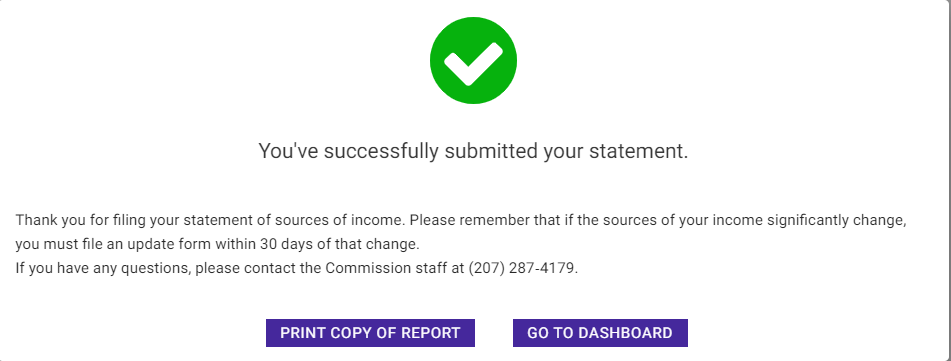 You've successfully submitted your statement.
Thank you for filing your statement of sources of income. Please remember that if the sources of your income significantly change,
you must file an update form within 30 days of that change.
If you have any questions, please contact the Commission staff at (207) 287-4179.
PRINT COPY OF REPORT
GO TO DASHBOARD